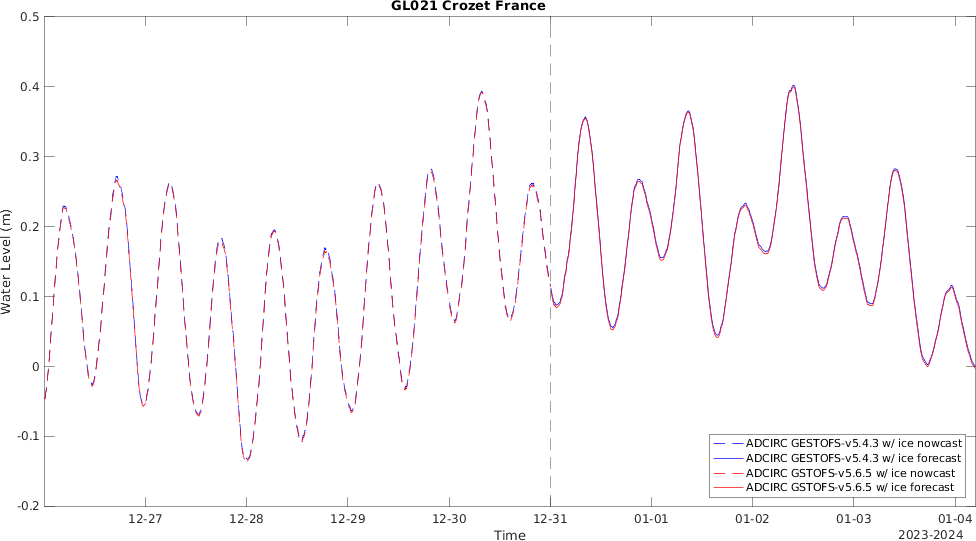 GL021 Crozet France
0.5
0.4
0.3
0.2
0.1
0
-0.1
-0.2
Water Level (m)
12-27 12-28 12-29 12-30 12-31 01-01 01-02 01-03 01-04
Time
2023-2024
ADCIRC GESTOFS-v5.4.3 w/ ice nowcast
ADCIRC GESTOFS-v5.4.3 w/ ice forecast
ADCIRC GSTOFS-v5.6.5 w/ ice nowcast
ADCIRC GSTOFS-v5.6.5 w/ ice forecast